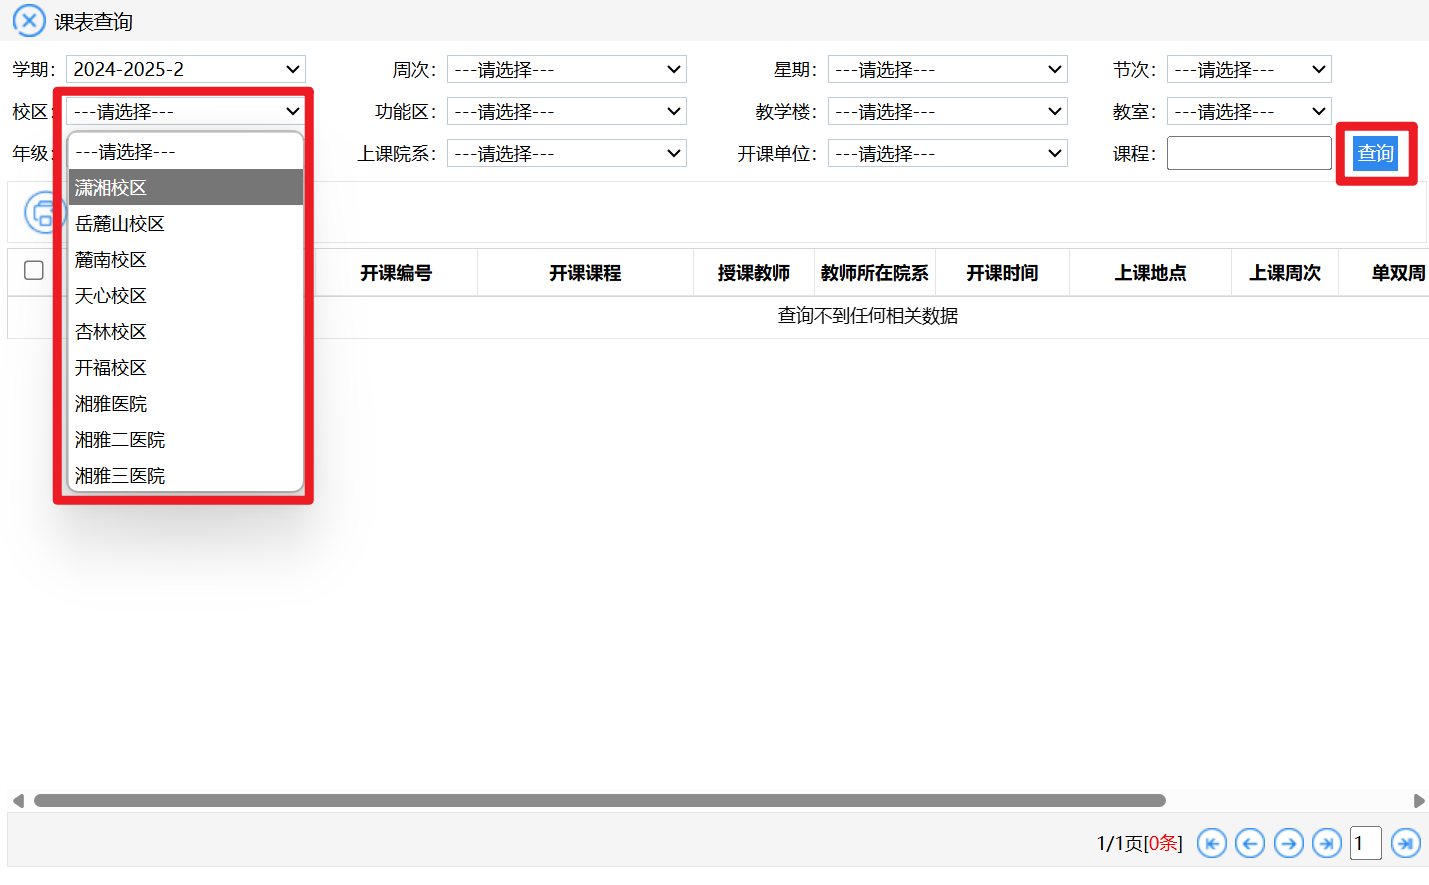 课表查询
学期： 2024-2025-2 周次： ---请选择--- 星期： ---请选择--- 节次： ---请选择---
校区： ---请选择--- 功能区： ---请选择--- 教学楼： ---请选择--- 教室： ---请选择---
年级： 上课院系： ---请选择--- 开课单位： ---请选择--- 课程： 查询
---请选择---
潇湘校区
岳麓山校区
麓南校区
天心校区
杏林校区
开福校区
湘雅医院
湘雅二医院
湘雅三医院
开课编号 开课课程 授课教师 教师所在院系 开课时间 上课地点 上课周次 单双周
查询不到任何相关数据
1/1页[0条] 1